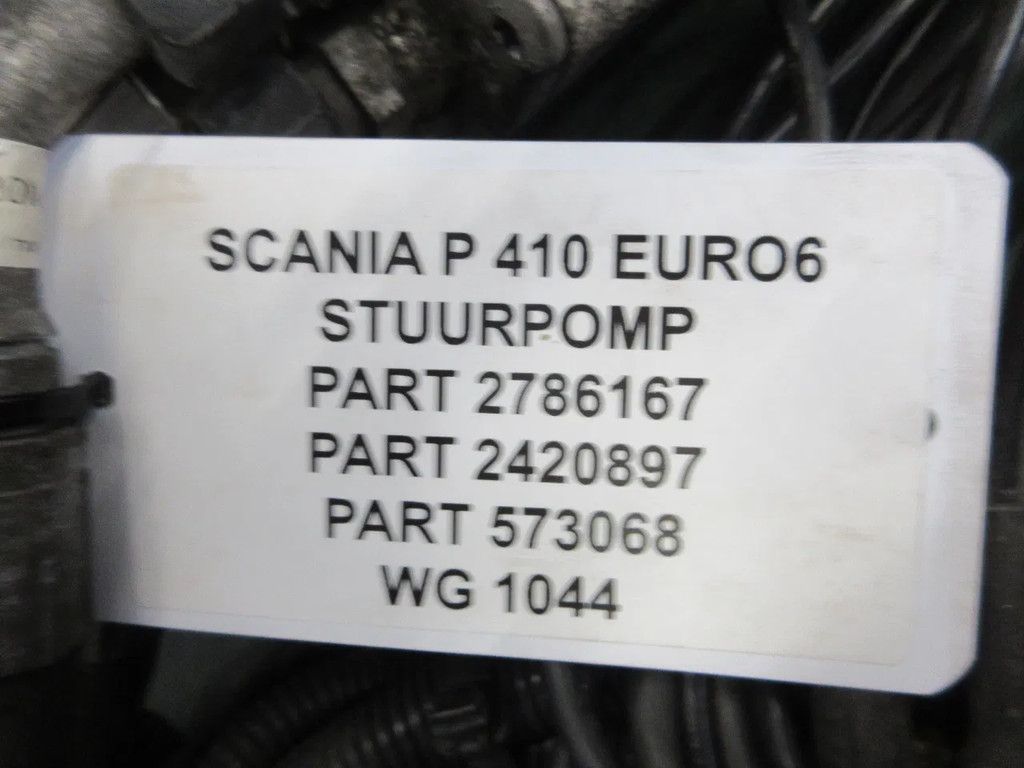 SCANIA P 410 EURO6
STUURPOMP
PART 2786167
PART 2420897
PART 573068
WG 1044